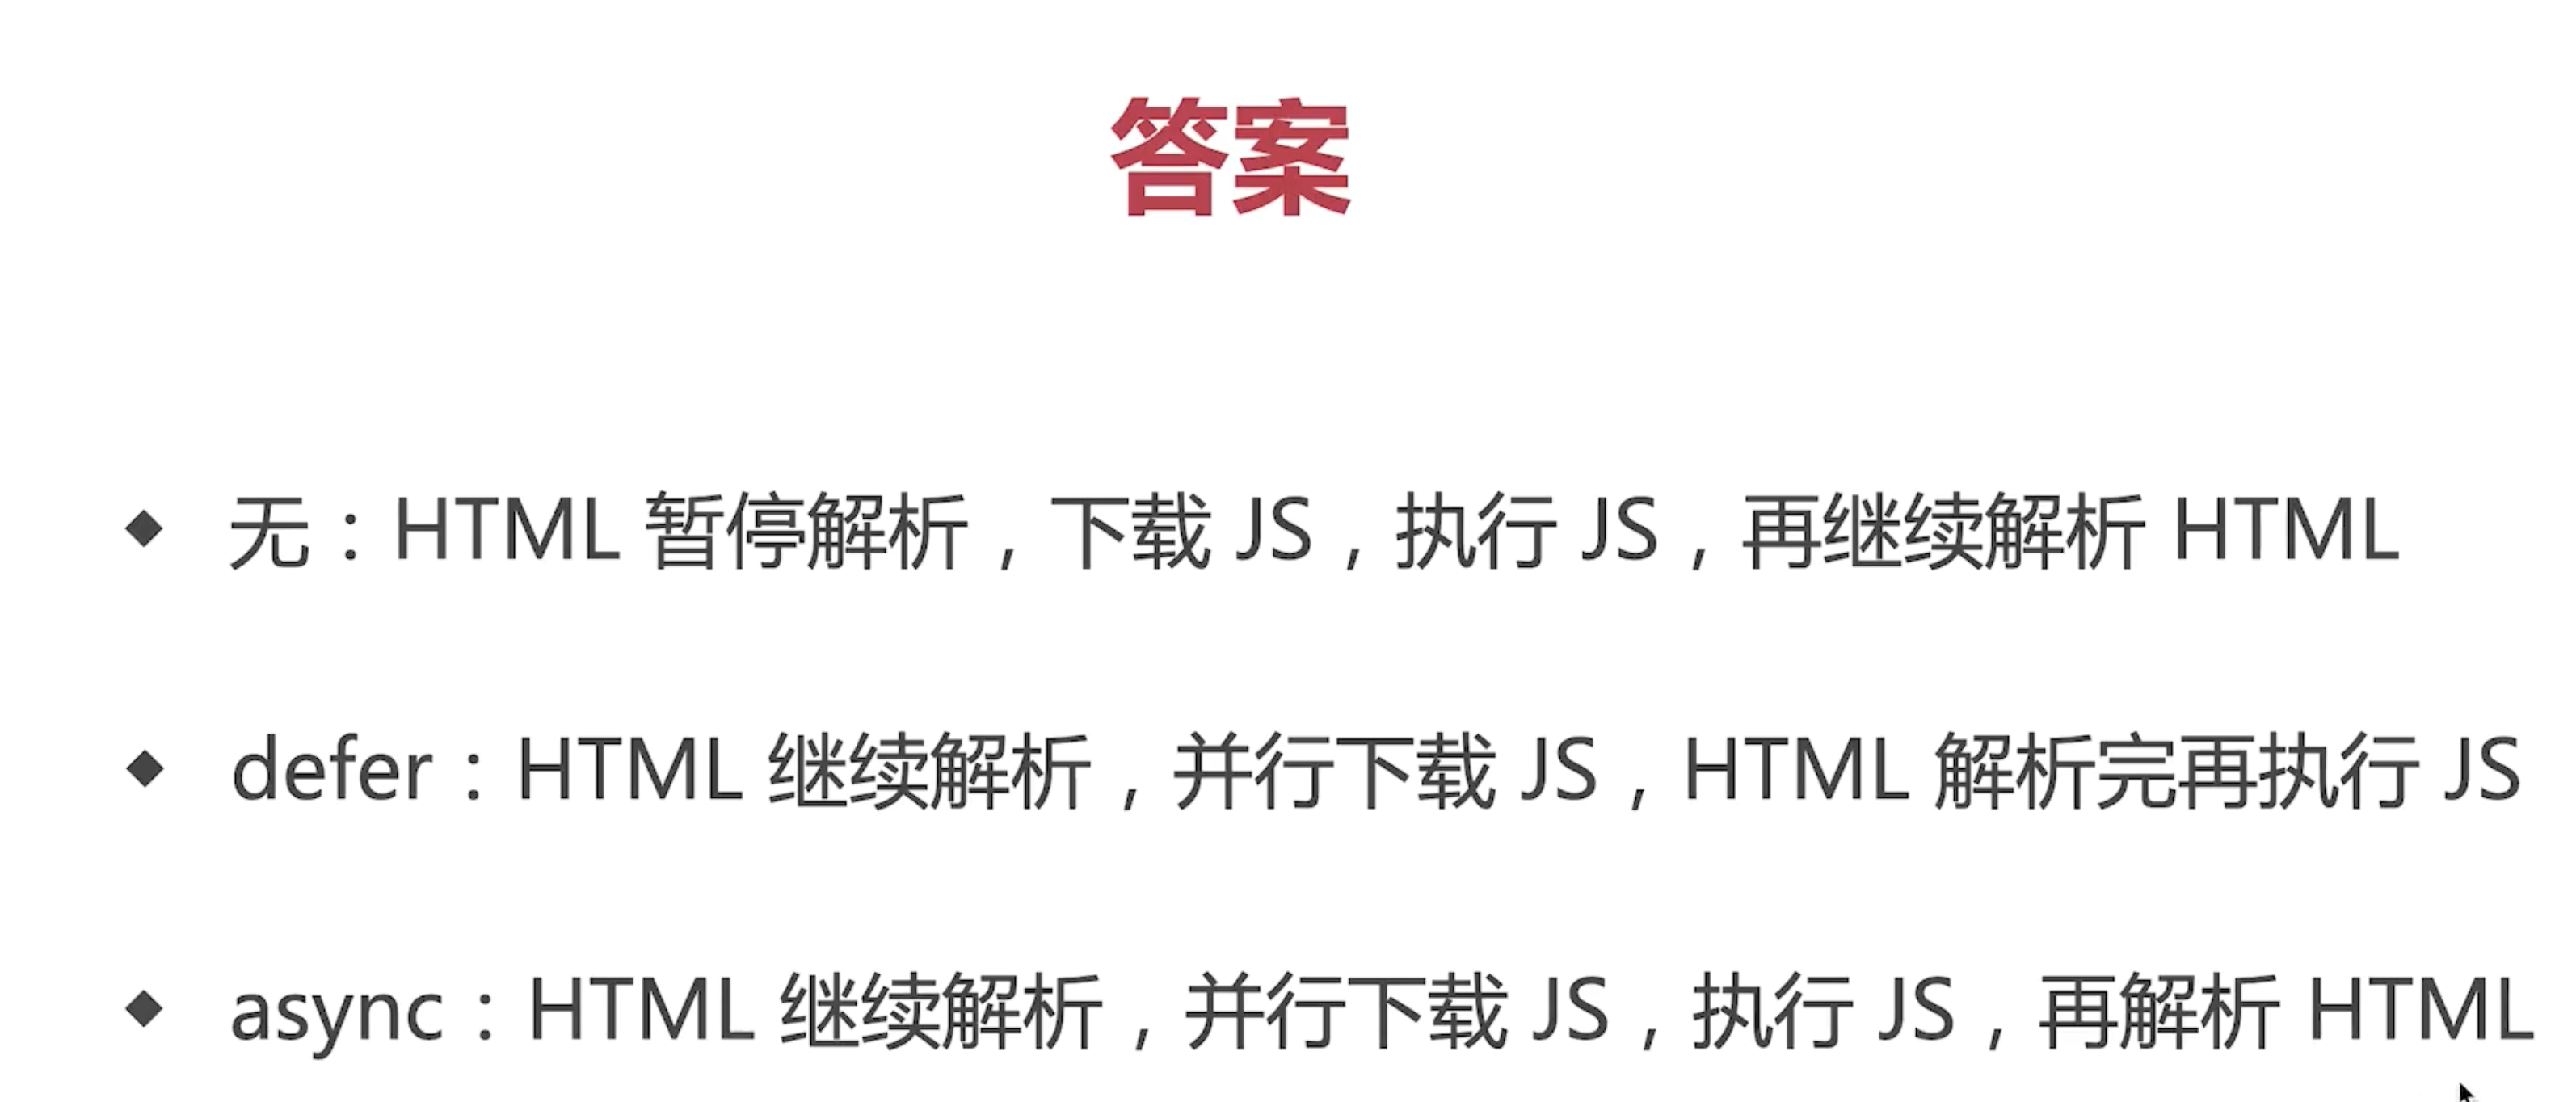 答案
◆ 无：HTML 暂停解析，下载 JS，执行 JS，再继续解析 HTML
◆ defer：HTML 继续解析，并行下载 JS，HTML 解析完再执行 JS
◆ async：HTML 继续解析，并行下载 JS，执行 JS，再解析 HTML